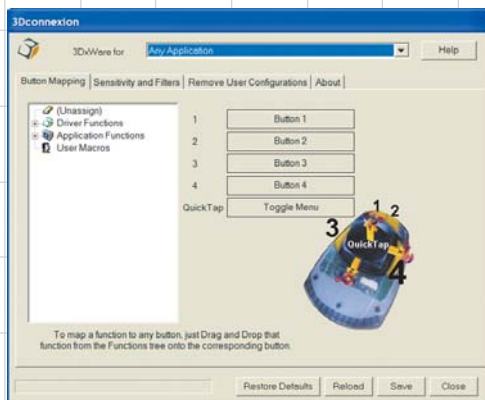 3Dconnexion
3DxWare for Any Application Help
Button Mapping Sensitivity and Filters Remove User Configurations About
(Unassign)
Driver Functions
Application Functions
User Macros
1 Button 1
2 Button 2
3 Button 3
4 Button 4
QuickTap Toggle Menu
1 2
3
QuickTap
4
To map a function to any button, just Drag and Drop that
function from the Functions tree onto the corresponding button.
Restore Defaults Reload Save Close